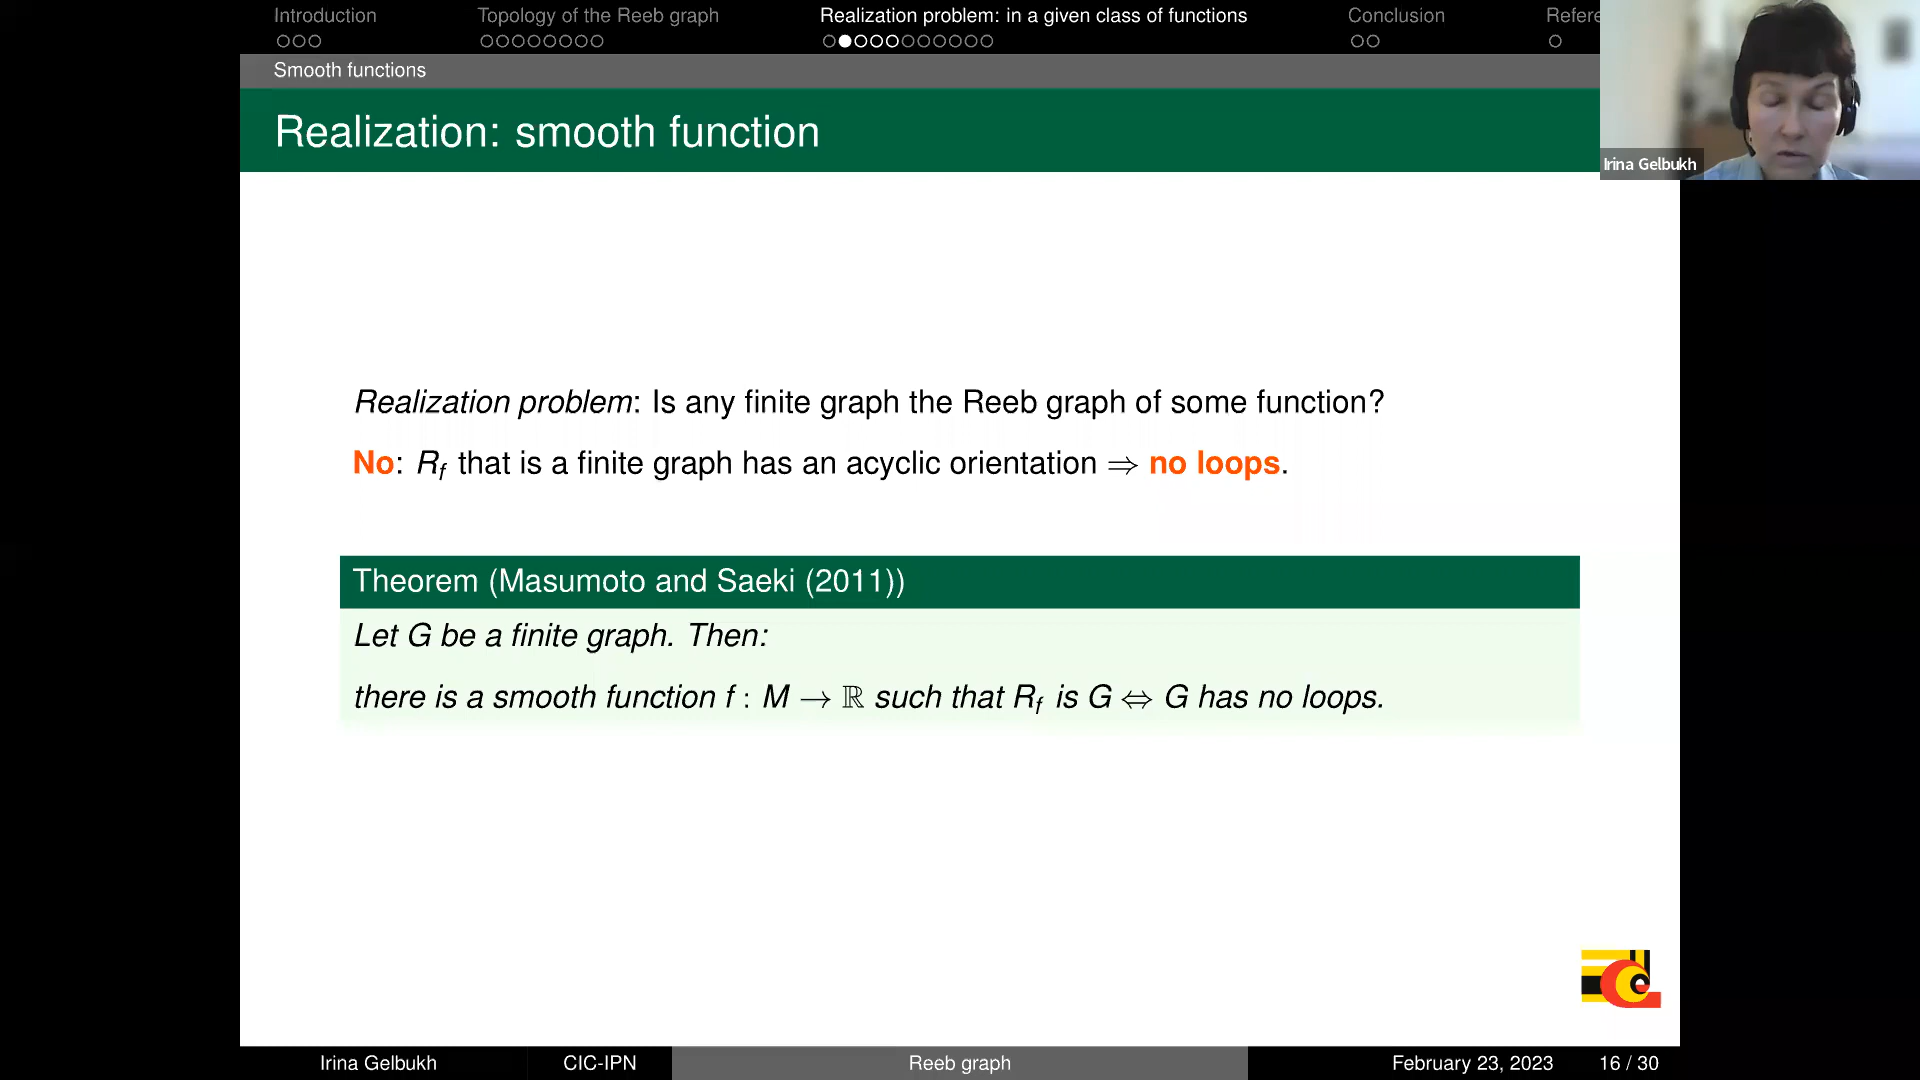 Introduction Topology of the Reeb graph Realization problem: in a given class of functions Conclusion Refere
Smooth functions
Realization: smooth function
Irina Gelbukh
Realization problem: Is any finite graph the Reeb graph of some function?
No: R_f that is a finite graph has an acyclic orientation ⇒ no loops.
Theorem (Masumoto and Saeki (2011))
Let G be a finite graph. Then:
there is a smooth function f : M → ℝ such that R_f is G ⇔ G has no loops.
Irina Gelbukh CIC-IPN Reeb graph February 23, 2023 16 / 30